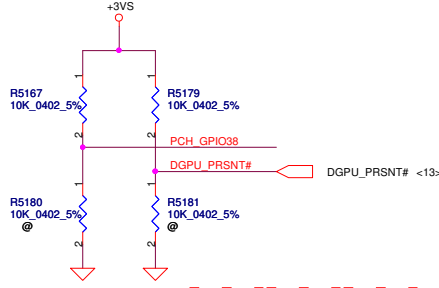 +3VS
1
1
R5167
10K_0402_5%
R5179
10K_0402_5%
2
2
PCH_GPIO38
DGPU_PRSNT#
DGPU_PRSNT# <13>
1
1
R5180
10K_0402_5%
@
R5181
10K_0402_5%
@
2
2